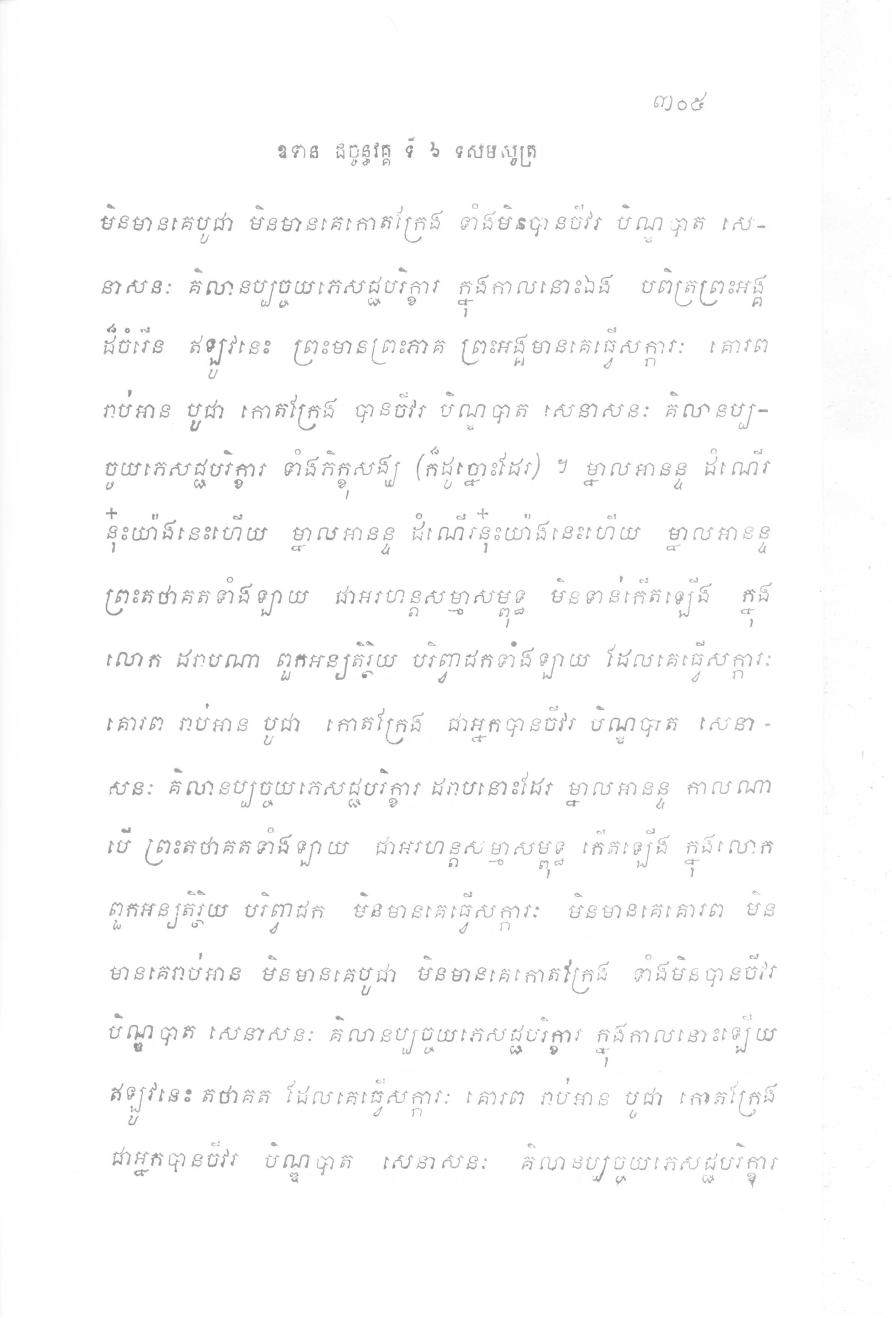 ៣០៥
ឧទាន ជច្ចន្ធវគ្គ ទី ៦ ទសមសូត្រ
មិនមានគេបូជា មិនមានគេកោតក្រែង ទាំងមិនបានចីវរ បិណ្ឌបាត សេ-
នាសនៈ គិលានប្បច្ចយភេសជ្ជបរិក្ខារ ក្នុងកាលនោះឯង បពិត្រព្រះអង្គ
ដ៏ចំរើន ឥឡូវនេះ ព្រះមានព្រះភាគ ព្រះអង្គមានគេធ្វើសក្ការៈ គោរព
រាប់អាន បូជា កោតក្រែង បានចីវរ បិណ្ឌបាត សេនាសនៈ គិលានប្ប-
ច្ចយភេសជ្ជបរិក្ខារ ទាំងភិក្ខុសង្ឃ (ក៏ដូច្នោះដែរ) ។ ម្នាលអានន្ទ ដំណើរ
នុ៎ះយ៉ាងនេះហើយ ម្នាលអានន្ទ ដំណើរនុ៎ះយ៉ាងនេះហើយ ម្នាលអានន្ទ
ព្រះតថាគតទាំងឡាយ ជាអរហន្តសម្មាសម្ពុទ្ធ មិនទាន់កើតឡើង ក្នុង
លោក ដរាបណា ពួកអន្យតិរ្ថិយ បរិព្វាជកទាំងឡាយ ដែលគេធ្វើសក្ការៈ
គោរព រាប់អាន បូជា កោតក្រែង ជាអ្នកបានចីវរ បិណ្ឌបាត សេនា-
សនៈ គិលានប្បច្ចយភេសជ្ជបរិក្ខារ ដរាបនោះដែរ ម្នាលអានន្ទ កាលណា
បើ ព្រះតថាគតទាំងឡាយ ជាអរហន្តសម្មាសម្ពុទ្ធ កើតឡើង ក្នុងលោក
ពួកអន្យតិរ្ថិយ បរិព្វាជក មិនមានគេធ្វើសក្ការៈ មិនមានគេគោរព មិន
មានគេរាប់អាន មិនមានគេបូជា មិនមានគេកោតក្រែង ទាំងមិនបានចីវរ
បិណ្ឌបាត សេនាសនៈ គិលានប្បច្ចយភេសជ្ជបរិក្ខារ ក្នុងកាលនោះឡើយ
ឥឡូវនេះ តថាគត ដែលគេធ្វើសក្ការៈ គោរព រាប់អាន បូជា កោតក្រែង
ជាអ្នកបានចីវរ បិណ្ឌបាត សេនាសនៈ គិលានប្បច្ចយភេសជ្ជបរិក្ខារ